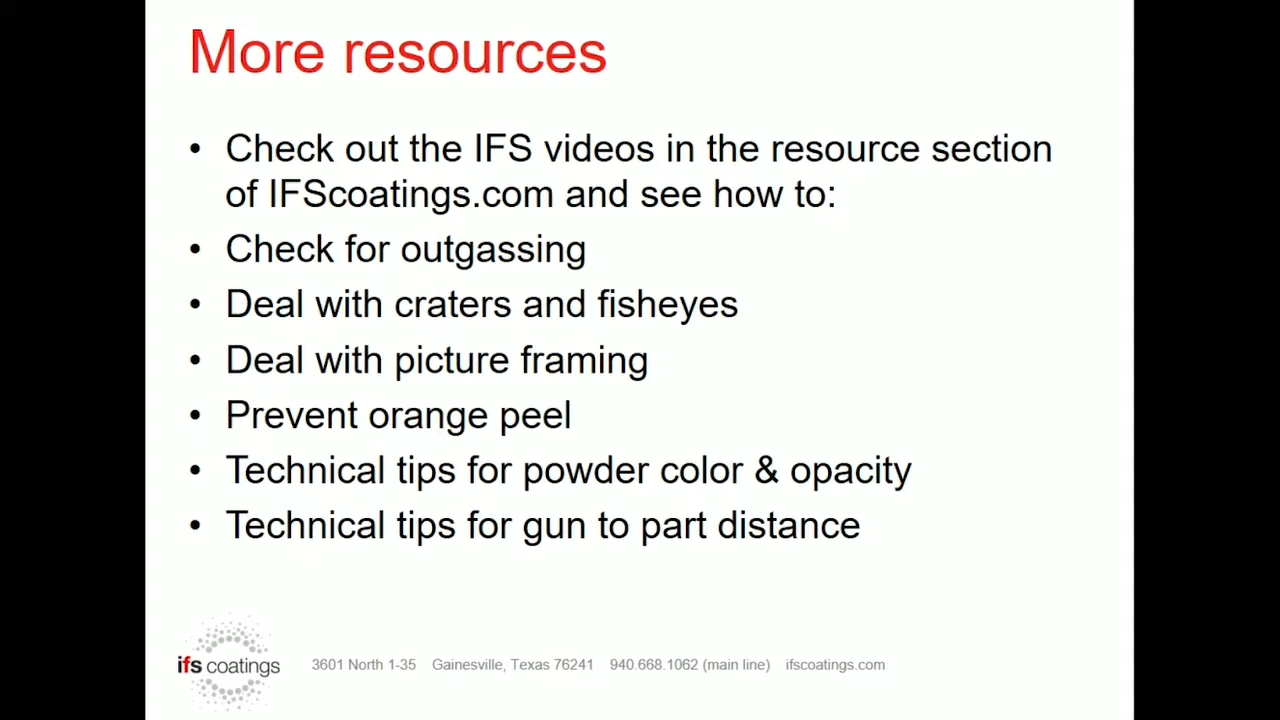 More resources
• Check out the IFS videos in the resource section
of IFScoatings.com and see how to:
• Check for outgassing
• Deal with craters and fisheyes
• Deal with picture framing
• Prevent orange peel
• Technical tips for powder color & opacity
• Technical tips for gun to part distance
ifs coatings 3601 North 1-35 Gainesville, Texas 76241 940.668.1062 (main line) ifscoatings.com